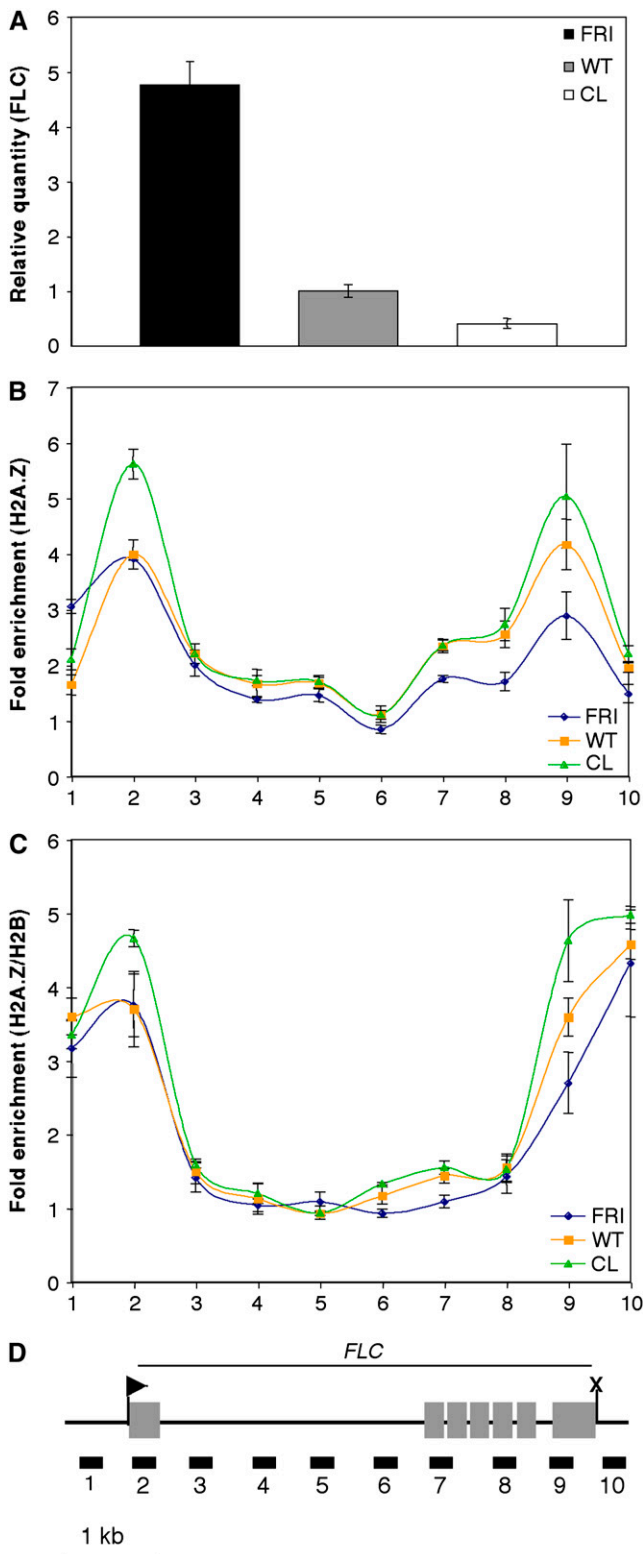 A
Relative quantity (FLC)
6
5
4
3
2
1
0
FRI
WT
CL
B
Fold enrichment (H2A.Z)
7
6
5
4
3
2
1
0
FRI
WT
CL
1 2 3 4 5 6 7 8 9 10
C
Fold enrichment (H2A.Z/H2B)
6
5
4
3
2
1
0
FRI
WT
CL
1 2 3 4 5 6 7 8 9 10
D
FLC
X
1 2 3 4 5 6 7 8 9 10
1 kb